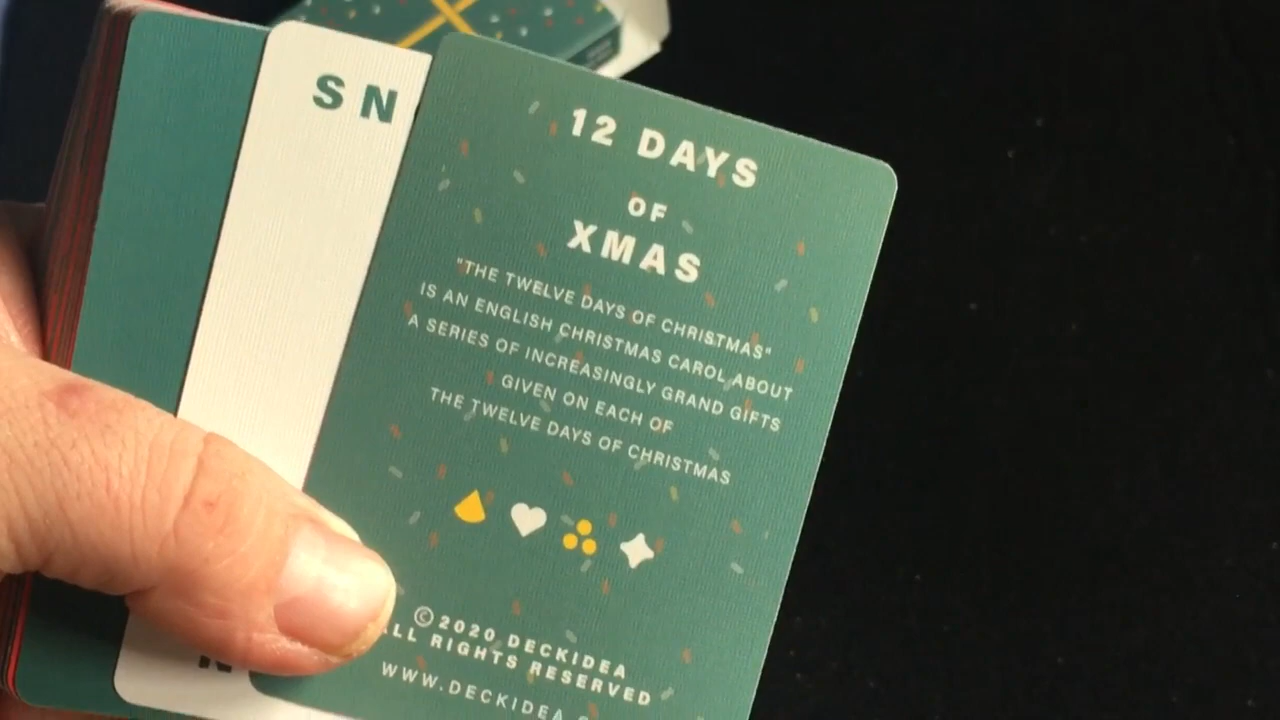 S N
12 DAYS
OF
XMAS
"THE TWELVE DAYS OF CHRISTMAS"
IS AN ENGLISH CHRISTMAS CAROL ABOUT
A SERIES OF INCREASINGLY GRAND GIFTS
GIVEN ON EACH OF
THE TWELVE DAYS OF CHRISTMAS
©2020 DECKIDEA
ALL RIGHTS RESERVED
WWW.DECKIDEA
N